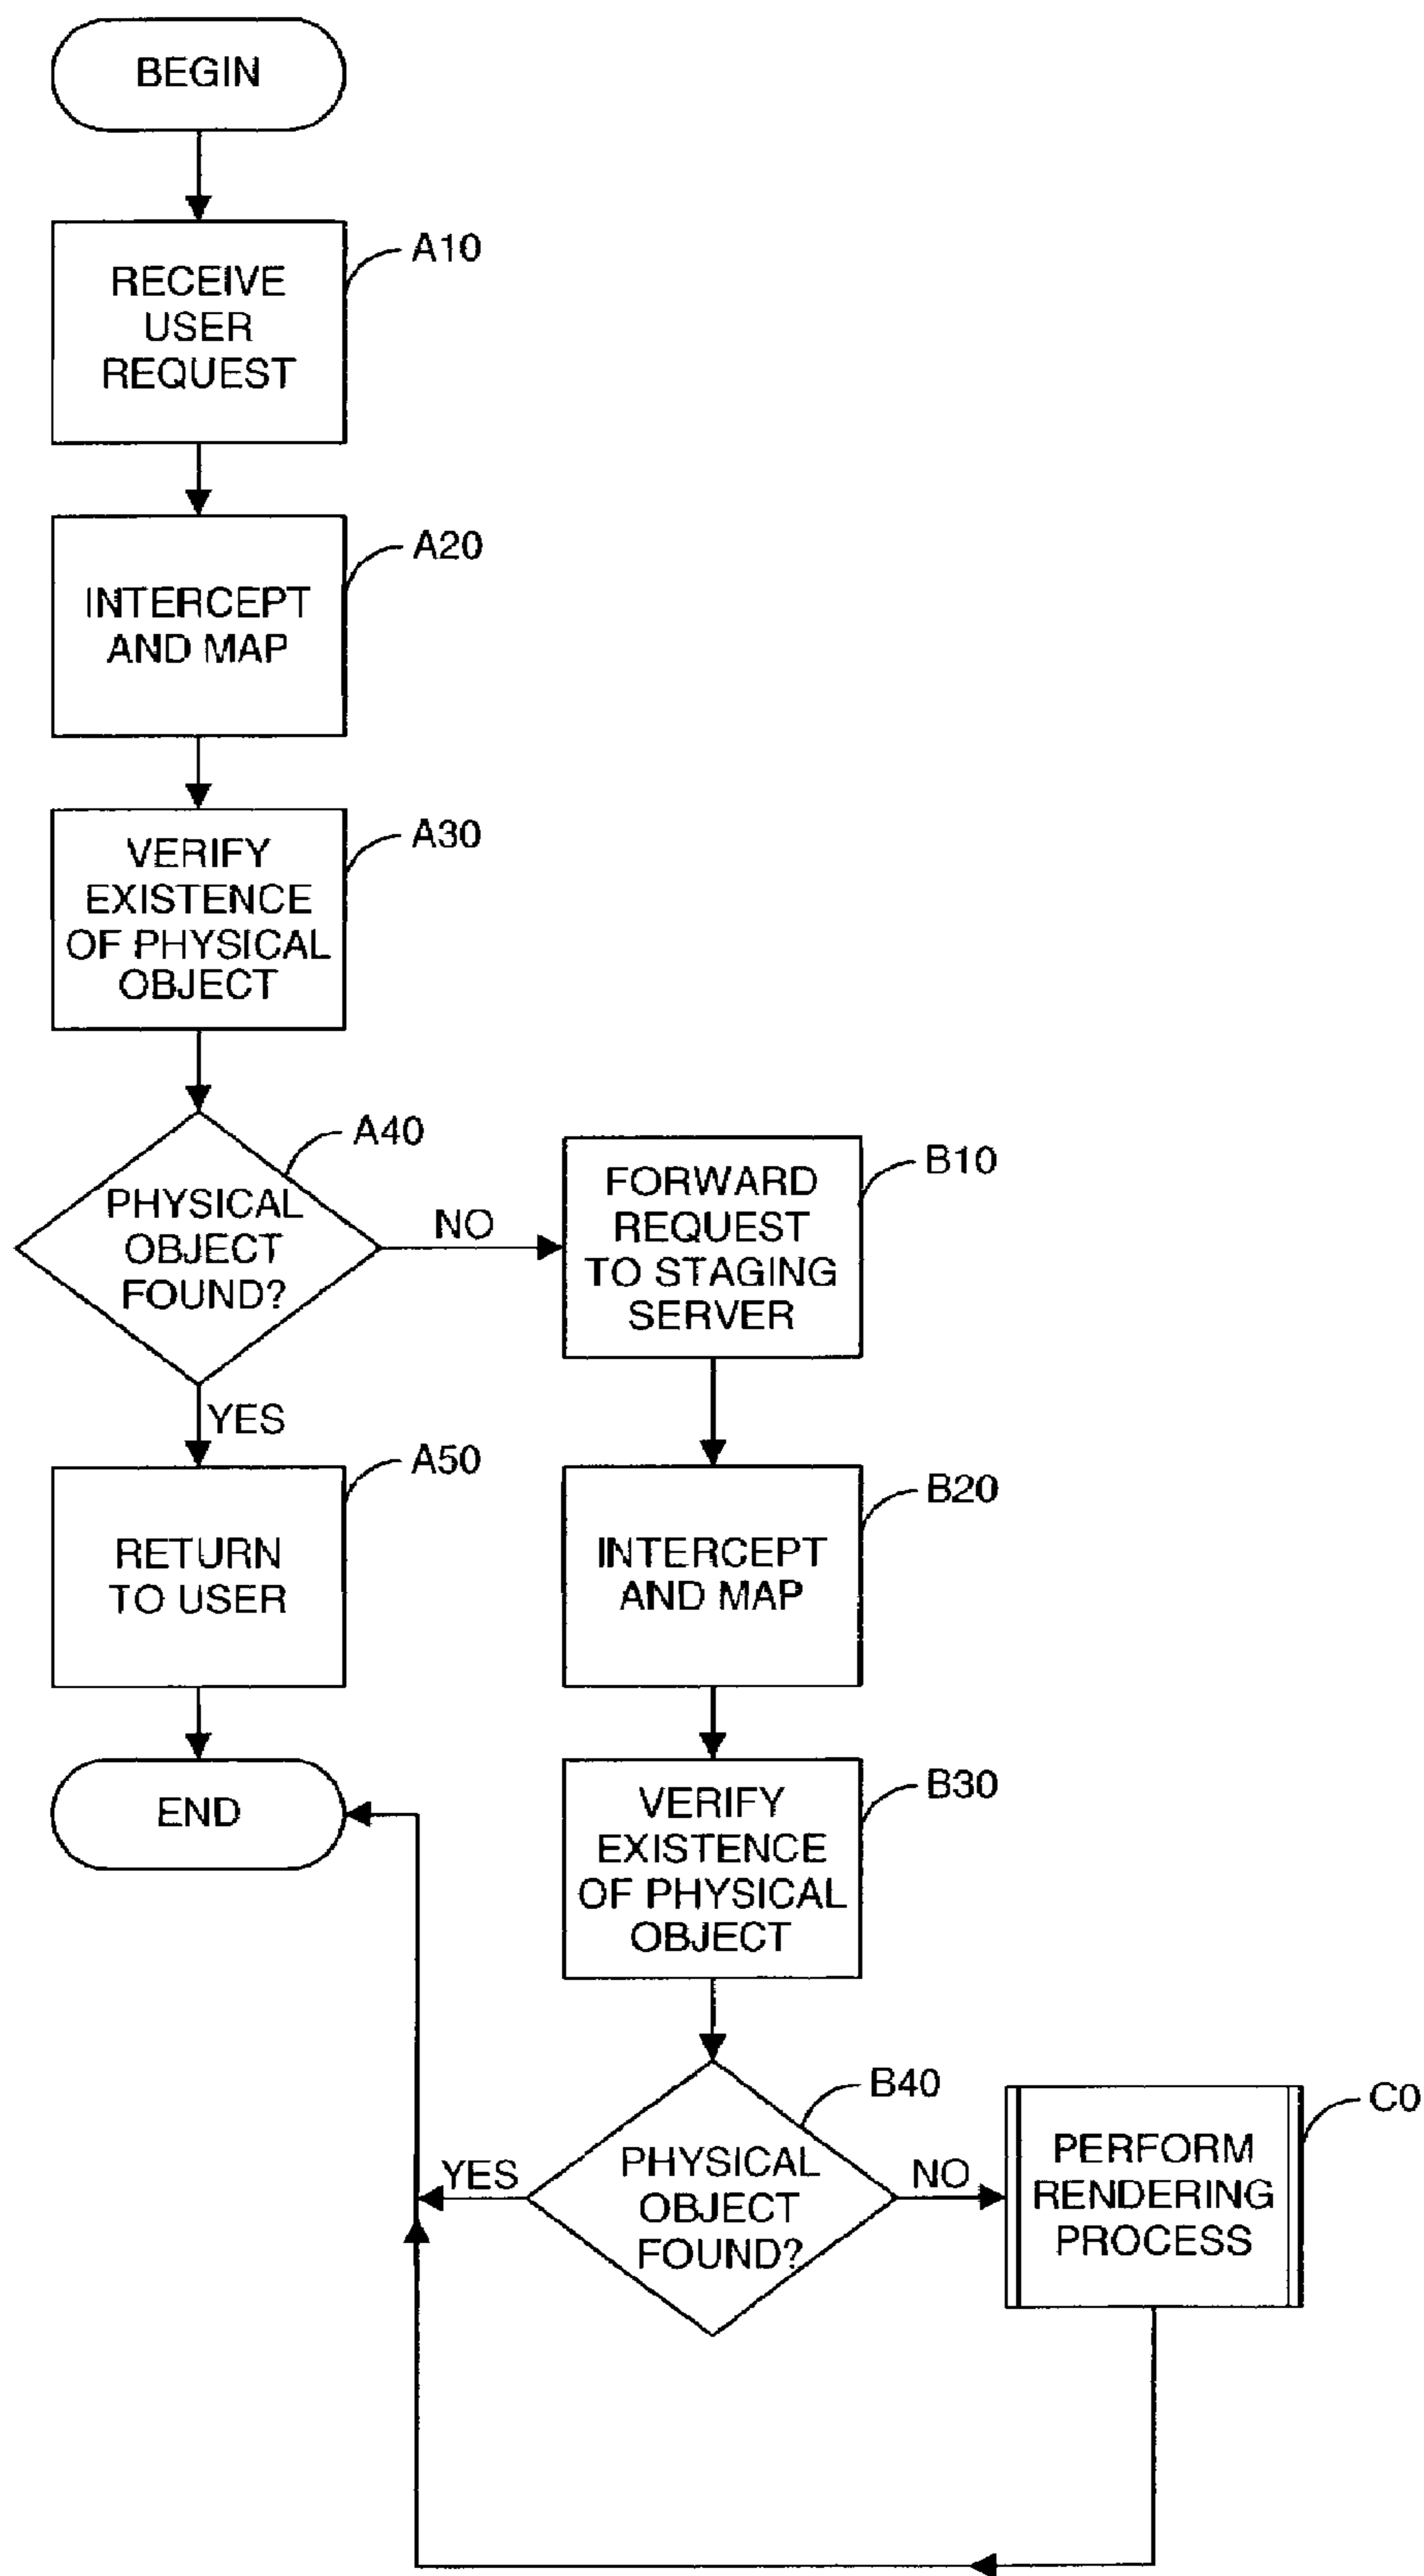 BEGIN
RECEIVE
USER
REQUEST
A10
INTERCEPT
AND MAP
A20
VERIFY
EXISTENCE
OF PHYSICAL
OBJECT
A30
PHYSICAL
OBJECT
FOUND?
A40
NO
YES
FORWARD
REQUEST
TO STAGING
SERVER
B10
RETURN
TO USER
A50
INTERCEPT
AND MAP
B20
END
VERIFY
EXISTENCE
OF PHYSICAL
OBJECT
B30
PHYSICAL
OBJECT
FOUND?
B40
YES
NO
PERFORM
RENDERING
PROCESS
C0